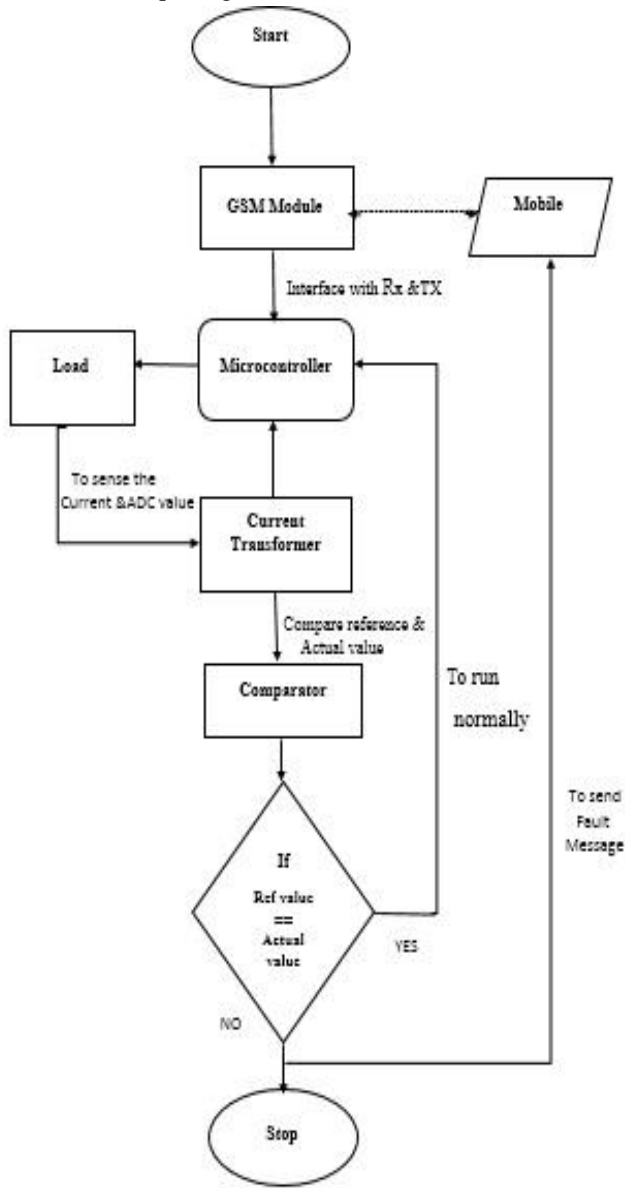 Start
GSM Module
Mobile
Interface with Rx &TX
Load
Microcontroller
To sense the
Current &ADC value
Current
Transformer
Compare reference &
Actual value
Comparator
To run
normally
To send
Fault
Message
If
Ref value
==
Actual
value
YES
NO
Stop